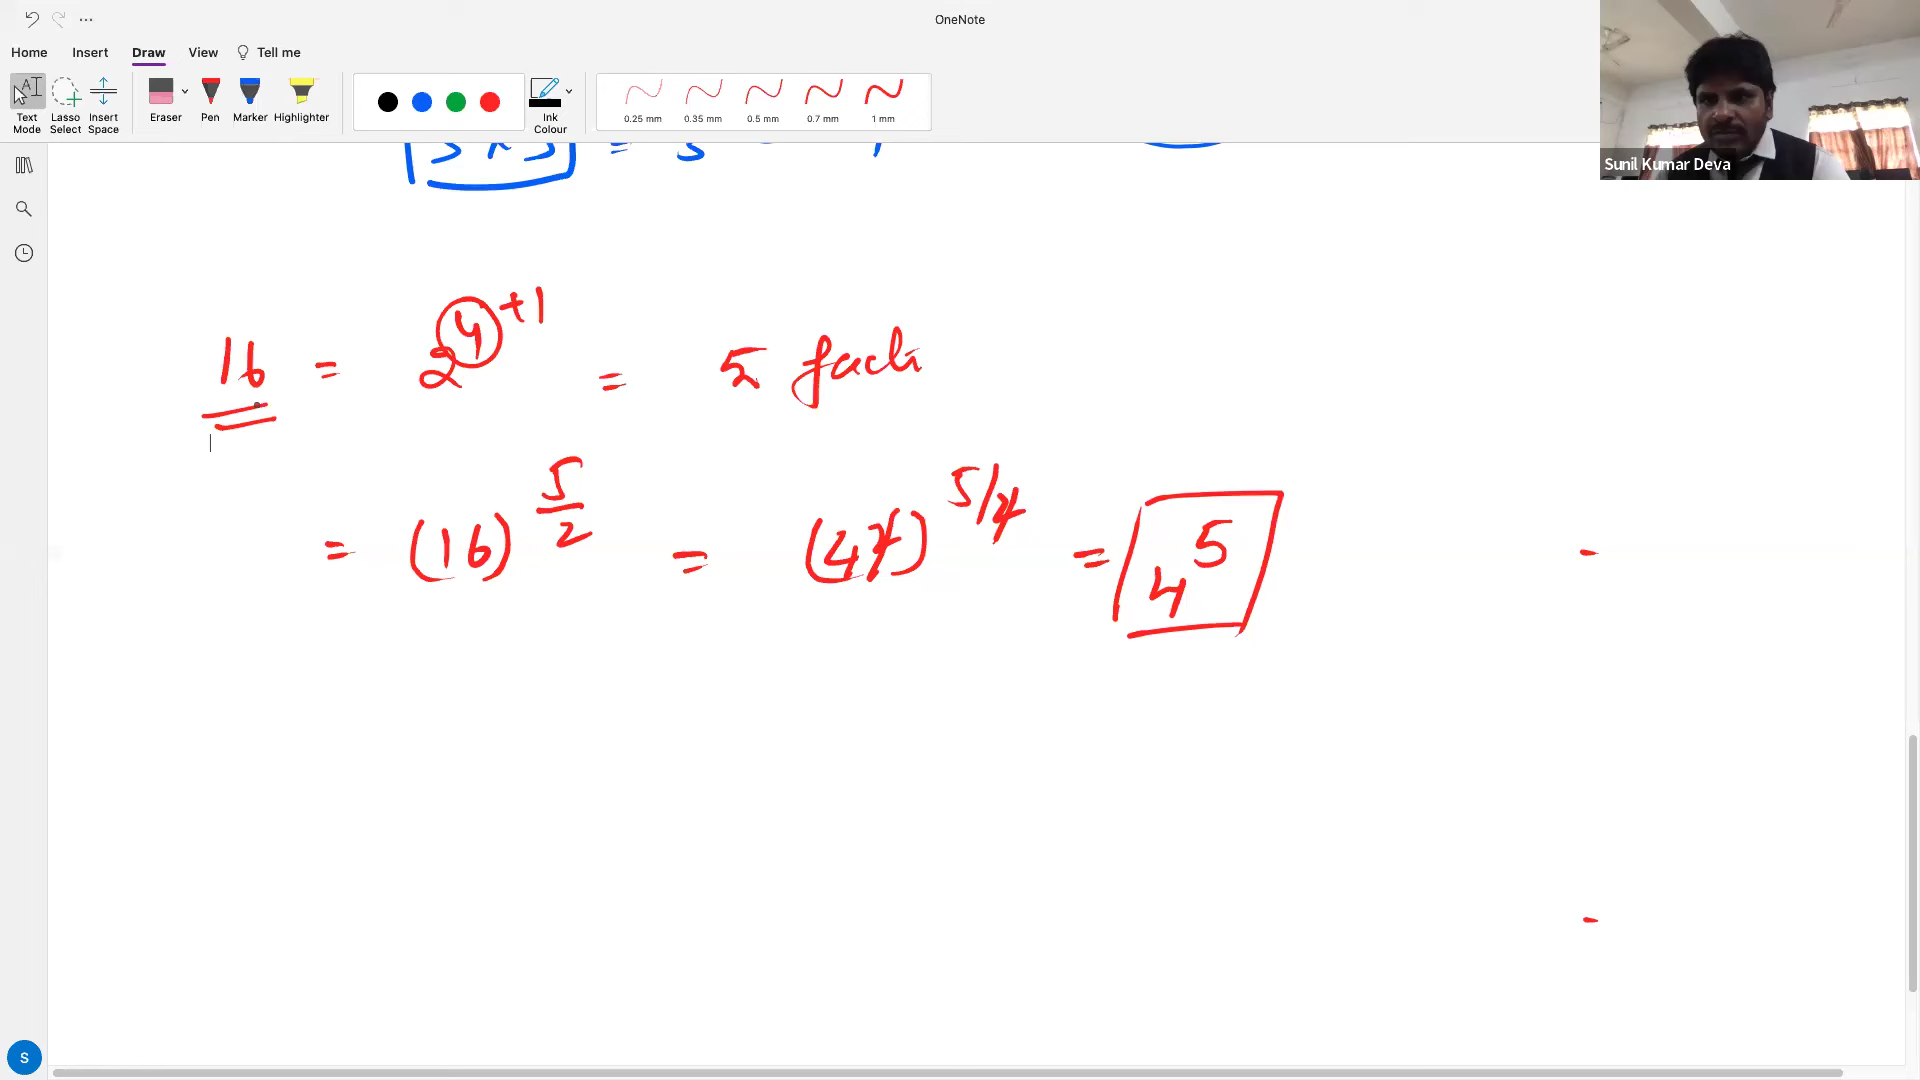 OneNote
Home Insert Draw View Tell me
Text Mode Lasso Select Insert Space Eraser Pen Marker Highlighter Ink Colour 0.25 mm 0.35 mm 0.5 mm 0.7 mm 1 mm
Sunil Kumar Deva
16 = 2^4 +1 = 5 facts
= (16)^5/2 = (4^2)^5/2 = 4^5
S